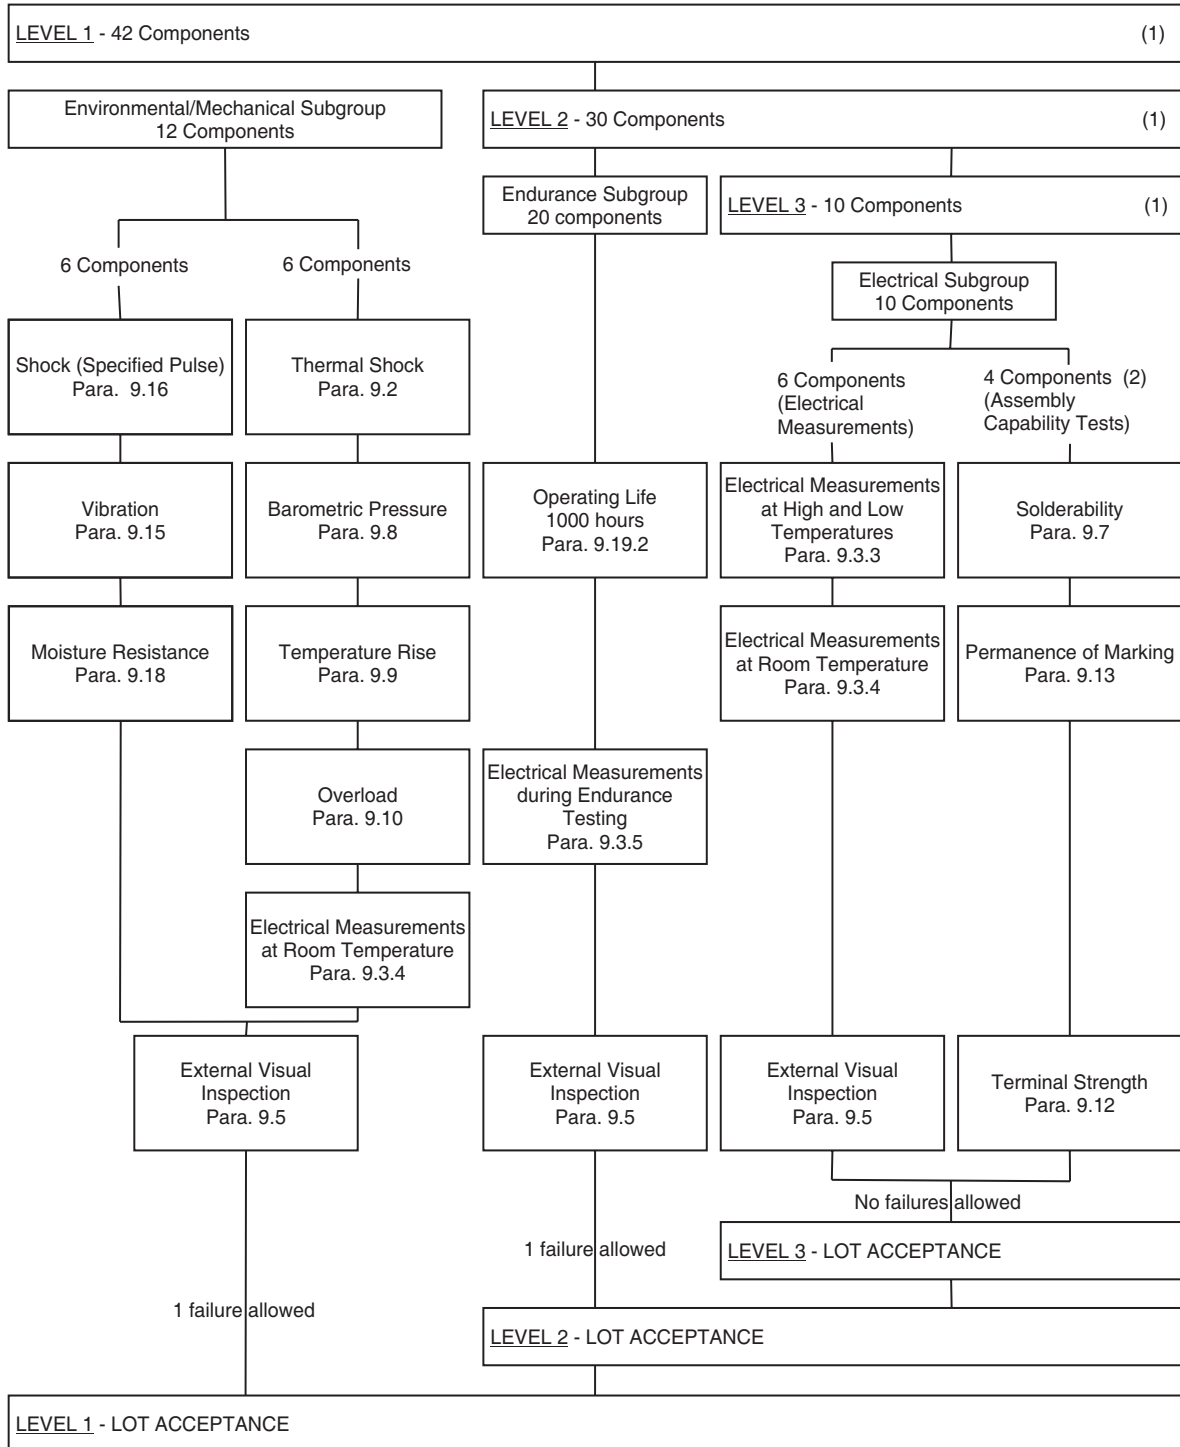 LEVEL 1 - 42 Components (1)
Environmental/Mechanical Subgroup
12 Components
LEVEL 2 - 30 Components (1)
Endurance Subgroup
20 components
LEVEL 3 - 10 Components (1)
6 Components
6 Components
Electrical Subgroup
10 Components
Shock (Specified Pulse)
Para. 9.16
Thermal Shock
Para. 9.2
6 Components
(Electrical
Measurements)
4 Components (2)
(Assembly
Capability Tests)
Vibration
Para. 9.15
Barometric Pressure
Para. 9.8
Operating Life
1000 hours
Para. 9.19.2
Electrical Measurements
at High and Low
Temperatures
Para. 9.3.3
Solderability
Para. 9.7
Moisture Resistance
Para. 9.18
Temperature Rise
Para. 9.9
Electrical Measurements
at Room Temperature
Para. 9.3.4
Permanence of Marking
Para. 9.13
Overload
Para. 9.10
Electrical Measurements
during Endurance
Testing
Para. 9.3.5
Electrical Measurements
at Room Temperature
Para. 9.3.4
External Visual
Inspection
Para. 9.5
External Visual
Inspection
Para. 9.5
External Visual
Inspection
Para. 9.5
Terminal Strength
Para. 9.12
No failures allowed
1 failure allowed
LEVEL 3 - LOT ACCEPTANCE
1 failure allowed
LEVEL 2 - LOT ACCEPTANCE
LEVEL 1 - LOT ACCEPTANCE